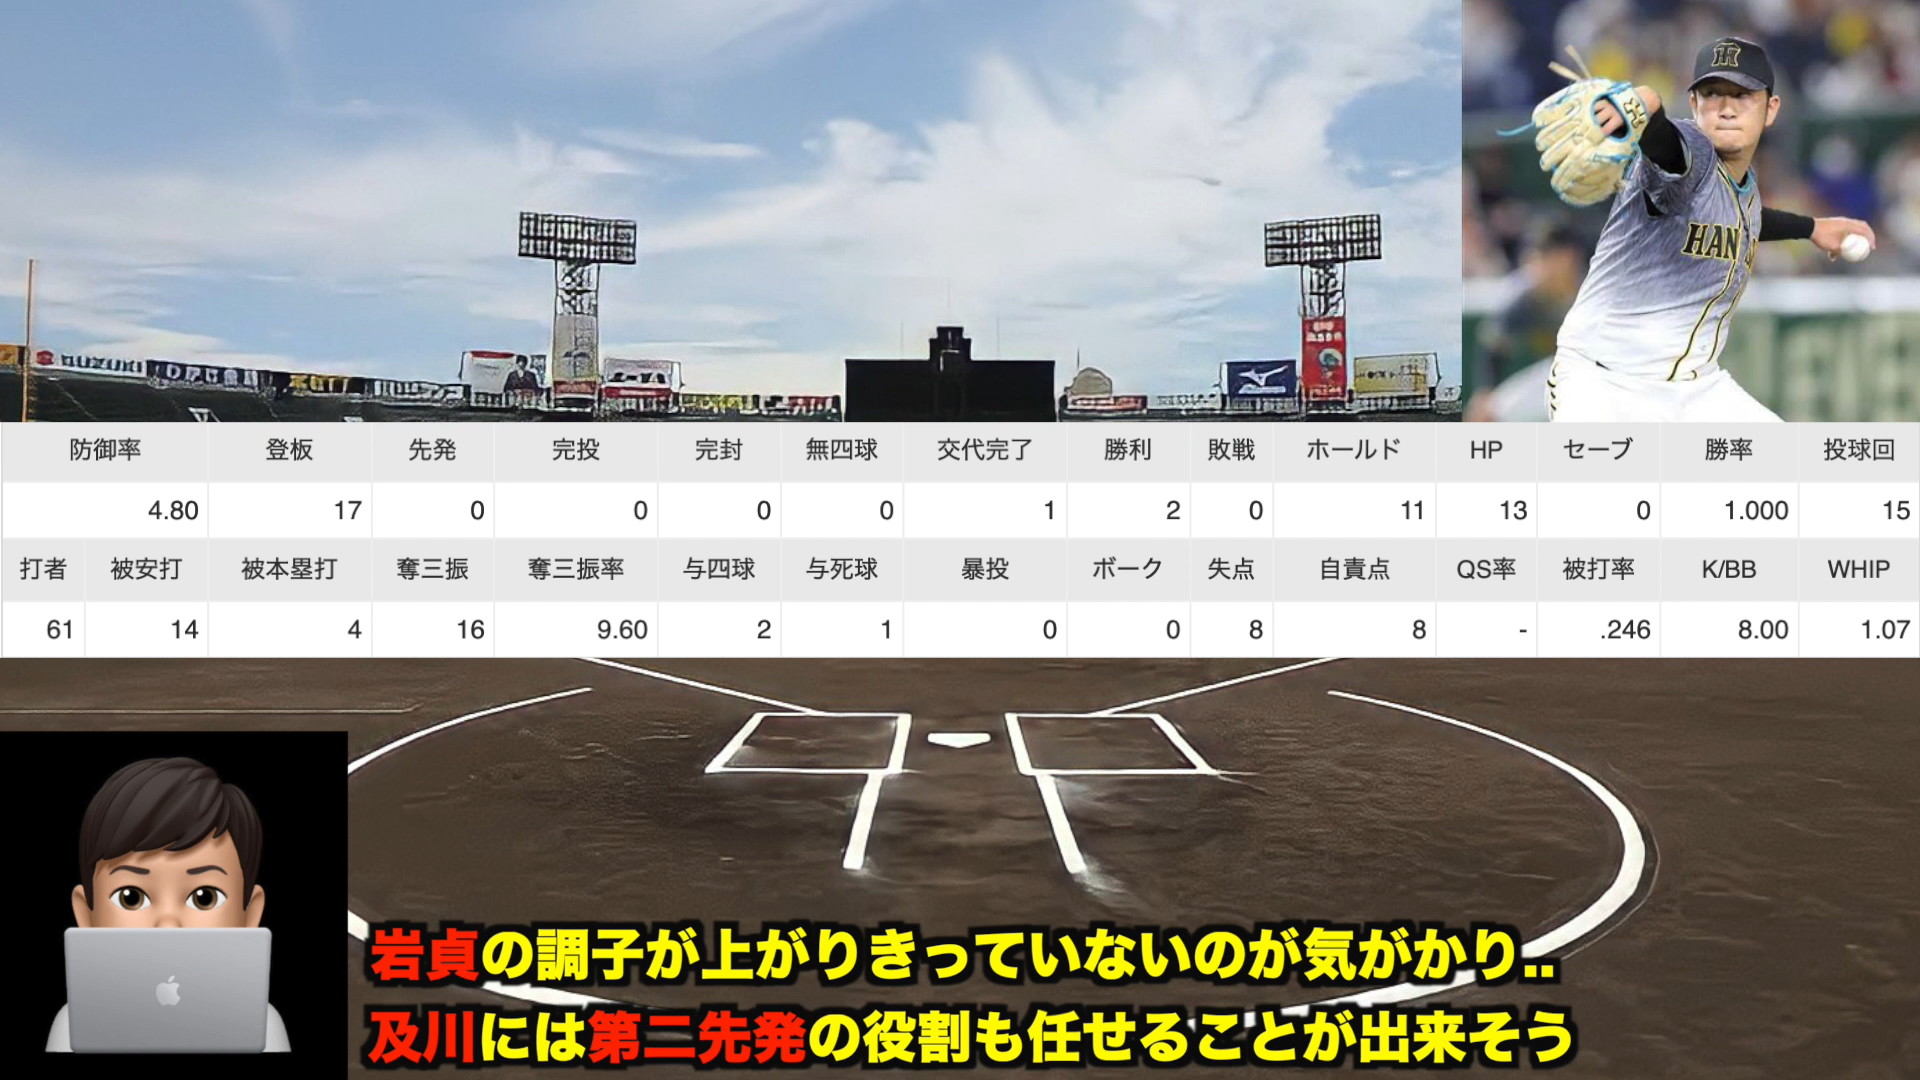 HAN
防御率 登板 先発 完投 完封 無四球 交代完了 勝利 敗戦 ホールド HP セーブ 勝率 投球回
4.80 17 0 0 0 0 1 2 0 11 13 0 1.000 15
打者 被安打 被本塁打 奪三振 奪三振率 与四球 与死球 暴投 ボーク 失点 自責点 QS率 被打率 K/BB WHIP
61 14 4 16 9.60 2 1 0 0 8 8 - .246 8.00 1.07
岩貞の調子が上がりきっていないのが気がかり..
及川には第二先発の役割も任せることが出来そう